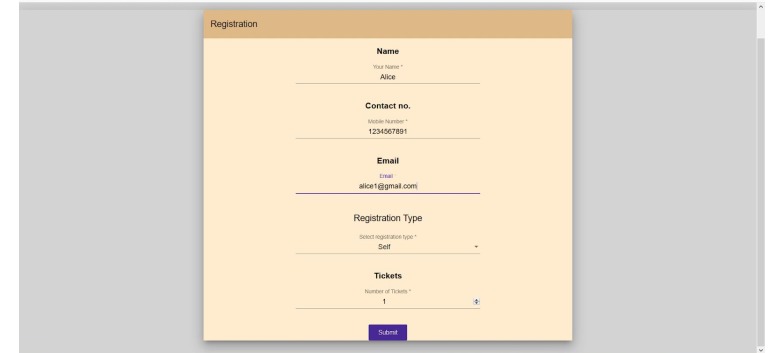 Registration
Name
Your Name *
Alice
Contact no.
Mobile Number *
1234567891
Email
Email
alice1@gmail.com
Registration Type
Select registration type *
Self
Tickets
Number of Tickets *
1
Submit